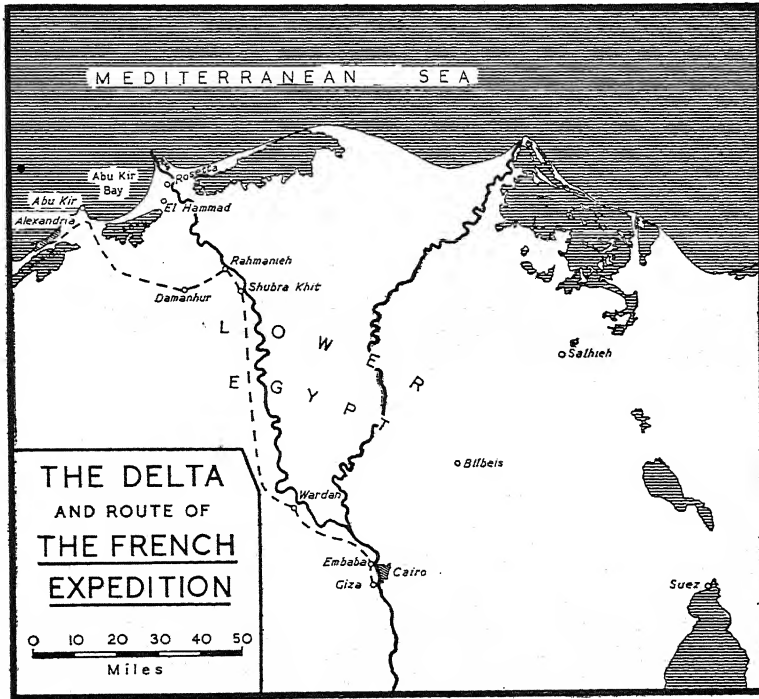 MEDITERRANEAN SEA
Abu Kir
Bay
Rosetta
Abu Kir
El Hammad
Alexandria
Rahmanieh
Damanhur
Shubra Khit
LOWER
EGYPT
Salhieh
Bilbeis
Wardan
Embaba
Cairo
Giza
Suez
THE DELTA
AND ROUTE OF
THE FRENCH
EXPEDITION
0 10 20 30 40 50
Miles